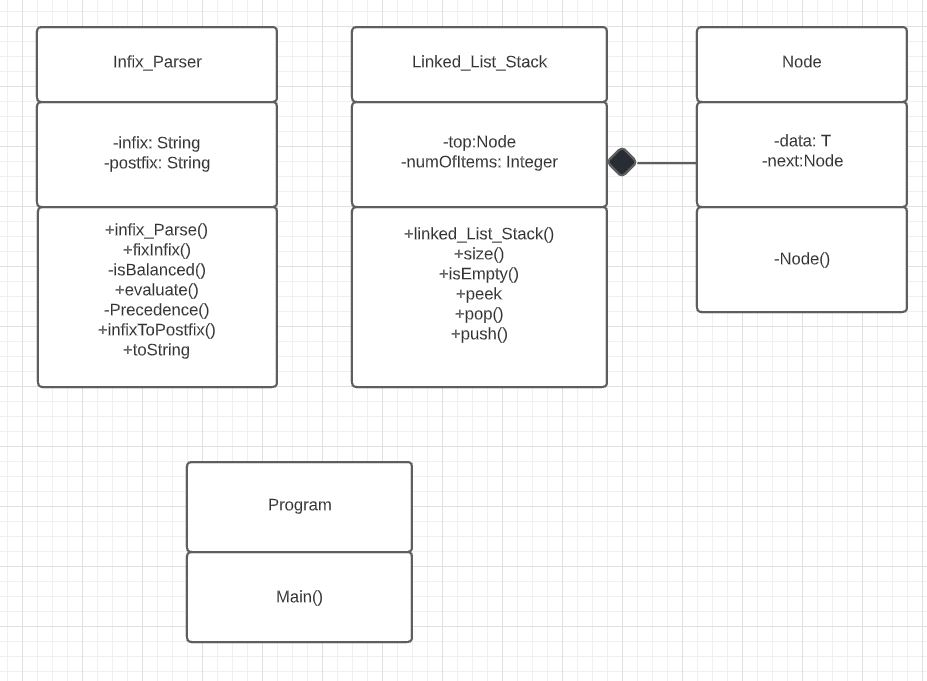 Infix_Parser
-infix: String
-postfix: String
+infix_Parse()
+fixInfix()
-isBalanced()
+evaluate()
-Precedence()
+infixToPostfix()
+toString
Linked_List_Stack
-top:Node
-numOfItems: Integer
+linked_List_Stack()
+size()
+isEmpty()
+peek
+pop()
+push()
Node
-data: T
-next:Node
-Node()
Program
Main()